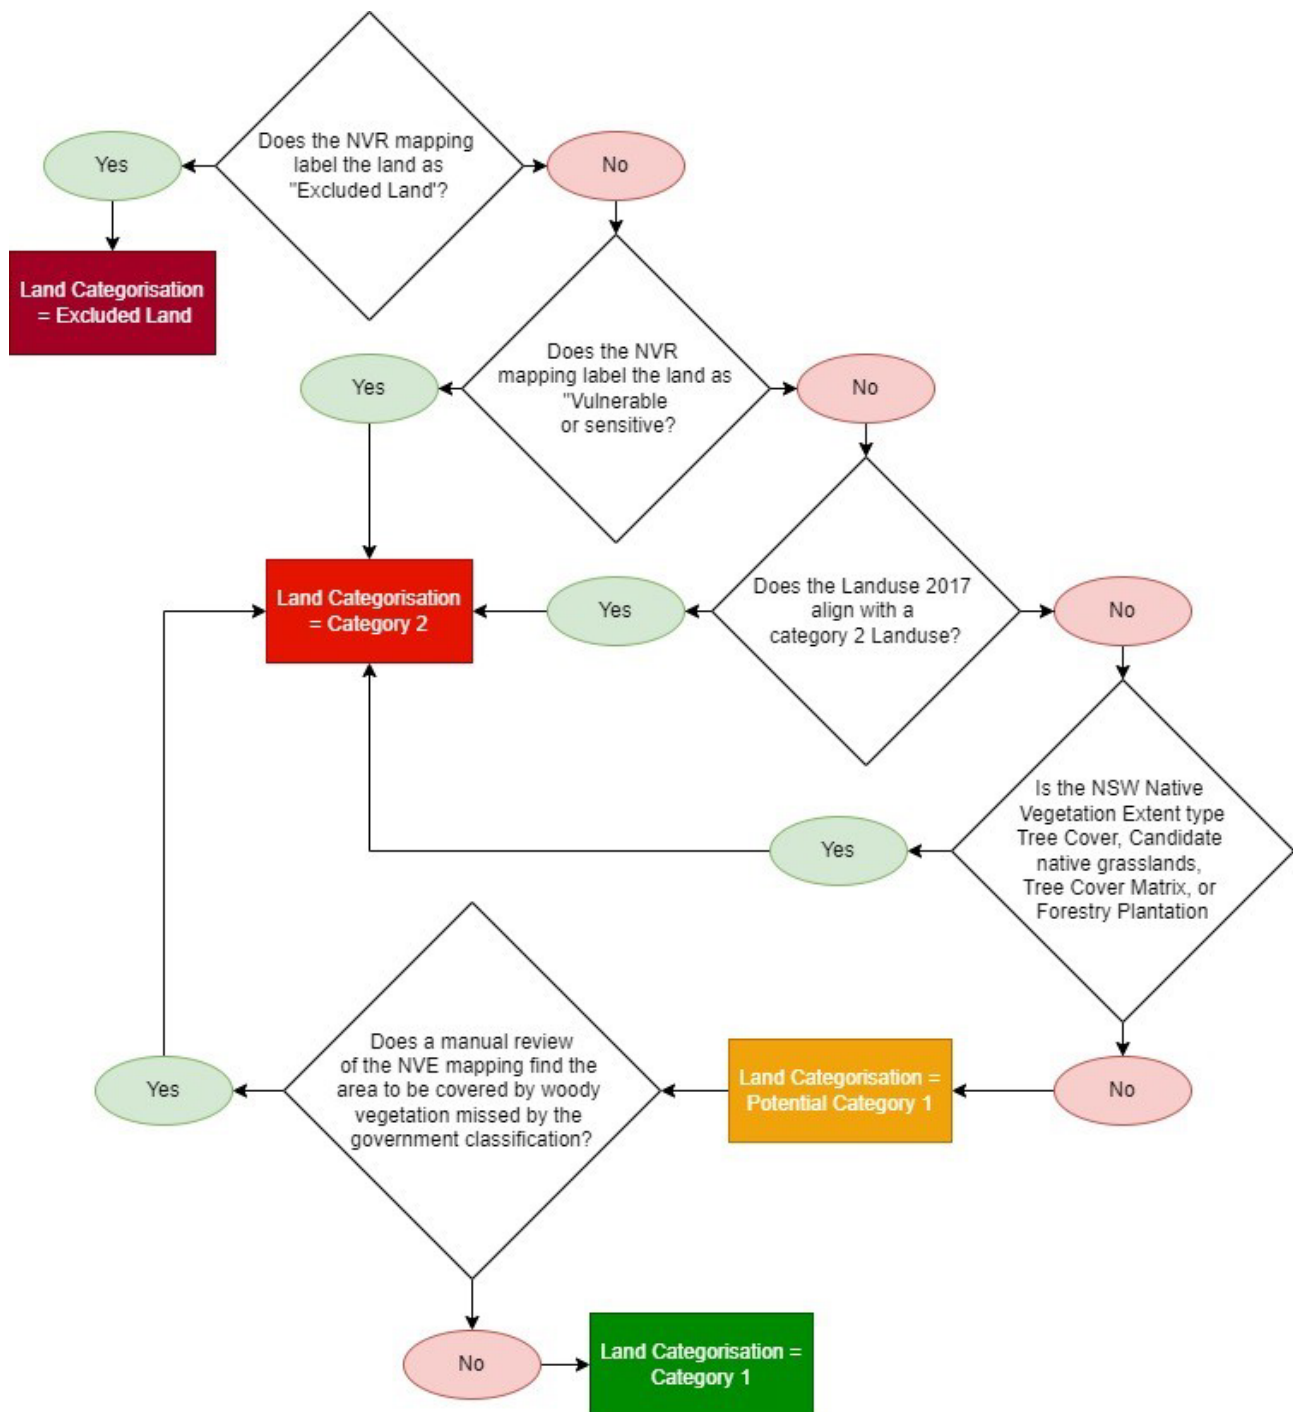 Does the NVR mapping
label the land as
"Excluded Land'?
Yes
No
Land Categorisation
= Excluded Land
Does the NVR
mapping label the land as
"Vulnerable
or sensitive?
Yes
No
Does the Landuse 2017
align with a
category 2 Landuse?
Land Categorisation
= Category 2
Yes
No
Is the NSW Native
Vegetation Extent type
Tree Cover, Candidate
native grasslands,
Tree Cover Matrix, or
Forestry Plantation
Yes
No
Land Categorisation =
Potential Category 1
Does a manual review
of the NVE mapping find the
area to be covered by woody
vegetation missed by the
government classification?
Yes
No
Land Categorisation =
Category 1